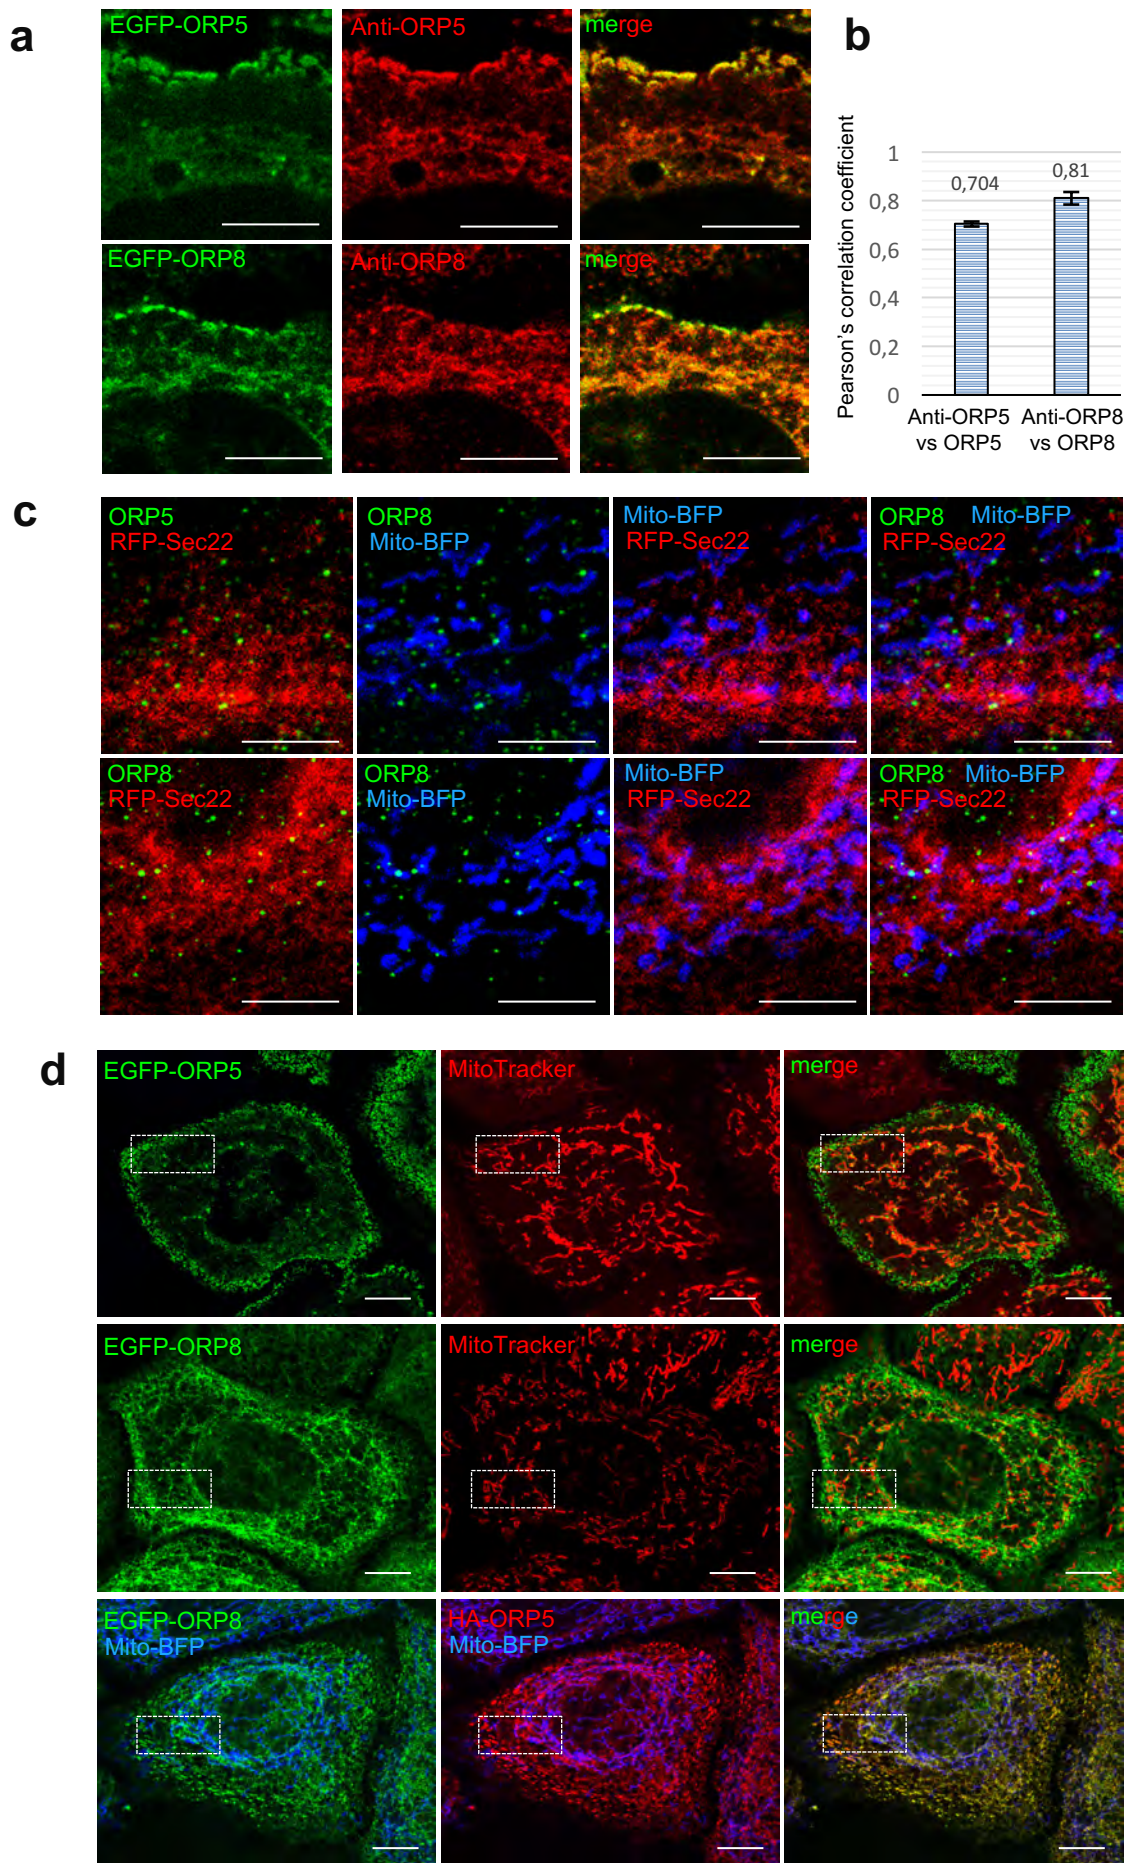 a
EGFP-ORP5
Anti-ORP5
merge
EGFP-ORP8
Anti-ORP8
merge
b
Pearson's correlation coefficient
1
0,8
0,6
0,4
0,2
0
0,704
0,81
Anti-ORP5
vs ORP5
Anti-ORP8
vs ORP8
c
ORP5
RFP-Sec22
ORP8
Mito-BFP
Mito-BFP
RFP-Sec22
ORP8 Mito-BFP
RFP-Sec22
ORP8
RFP-Sec22
ORP8
Mito-BFP
Mito-BFP
RFP-Sec22
ORP8 Mito-BFP
RFP-Sec22
d
EGFP-ORP5
MitoTracker
merge
EGFP-ORP8
MitoTracker
merge
EGFP-ORP8
Mito-BFP
HA-ORP5
Mito-BFP
merge